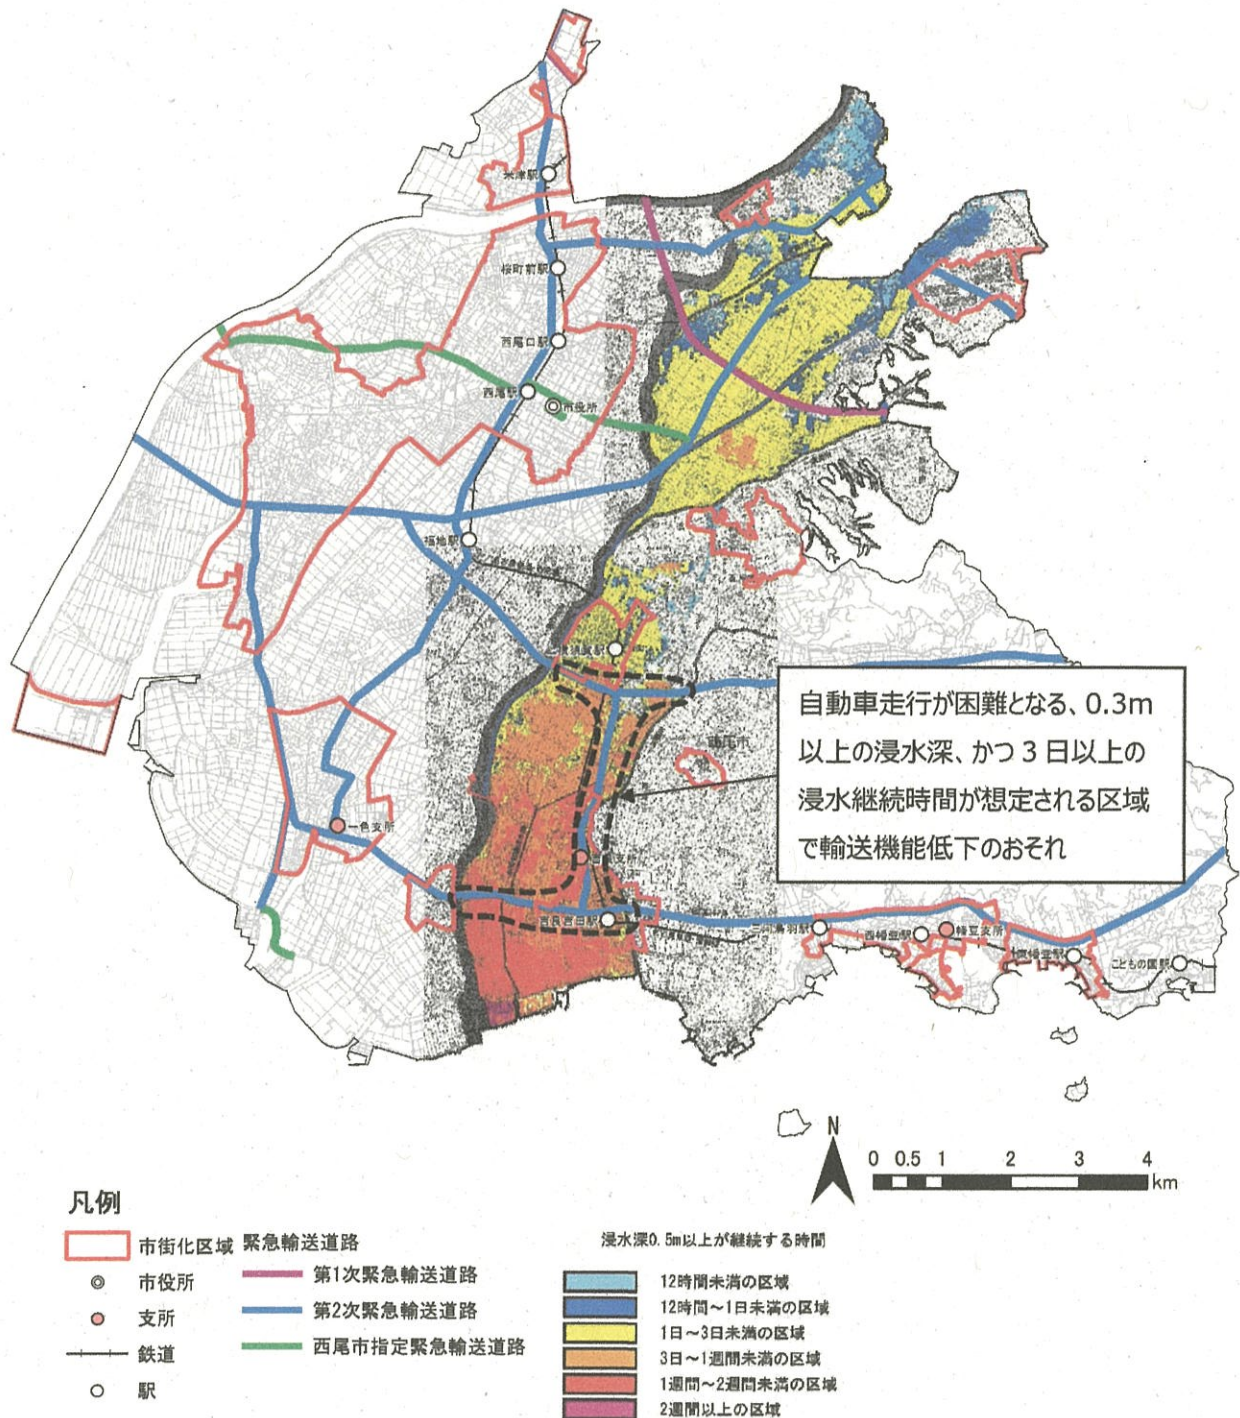 米津駅
桜町前駅
西尾口駅
西尾駅
市役所
福地駅
自動車走行が困難となる、0.3m
以上の浸水深、かつ 3 日以上の
浸水継続時間が想定される区域
で輸送機能低下のおそれ
一色支所
支所
吉良吉田駅
三河鳥羽駅
西幡豆駅
幡豆支所
東幡豆駅
こどもの国駅
N
0 0.5 1 2 3 4
km
凡例
市街化区域
市役所
支所
鉄道
駅
緊急輸送道路
第1次緊急輸送道路
第2次緊急輸送道路
西尾市指定緊急輸送道路
浸水深0.5m以上が継続する時間
12時間未満の区域
12時間～1日未満の区域
1日～3日未満の区域
3日～1週間未満の区域
1週間～2週間未満の区域
2週間以上の区域